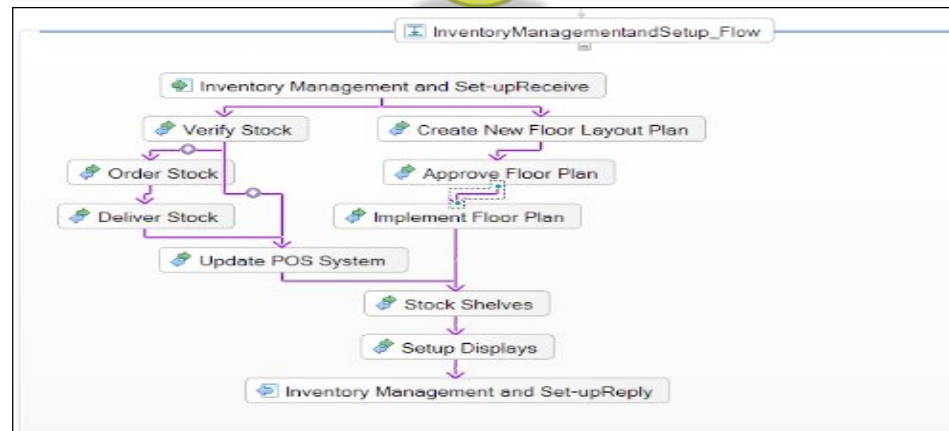 InventoryManagementandSetup_Flow
Inventory Management and Set-upReceive
Verify Stock
Create New Floor Layout Plan
Order Stock
Approve Floor Plan
Deliver Stock
Implement Floor Plan
Update POS System
Stock Shelves
Setup Displays
Inventory Management and Set-upReply